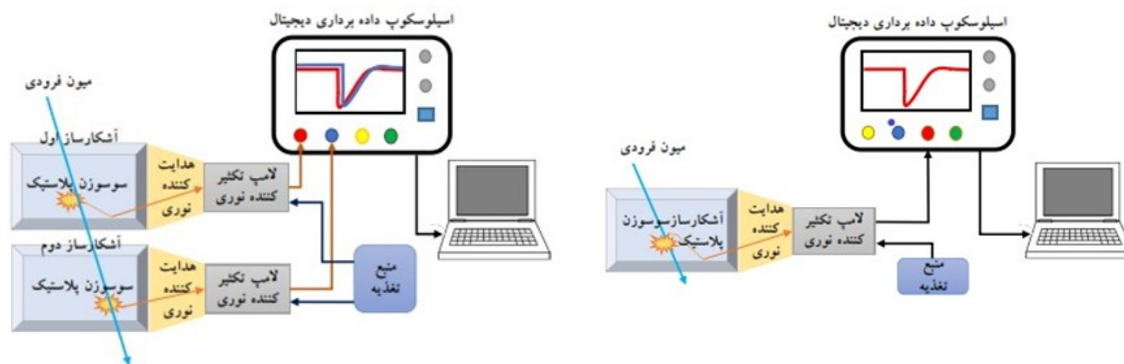 اسیلوسکوپ داده برداری دیجیتال
میون فرودی
آشکارساز اول
سوسوزن پلاستیک
هدایت
کننده
نوری
لامپ تکثیر
کننده نوری
آشکارساز دوم
سوسوزن پلاستیک
هدایت
کننده
نوری
لامپ تکثیر
کننده نوری
منبع
تغذیه
اسیلوسکوپ داده برداری دیجیتال
میون فرودی
آشکارسازسوسوزن
پلاستیک
هدایت
کننده
نوری
لامپ تکثیر
کننده نوری
منبع
تغذیه